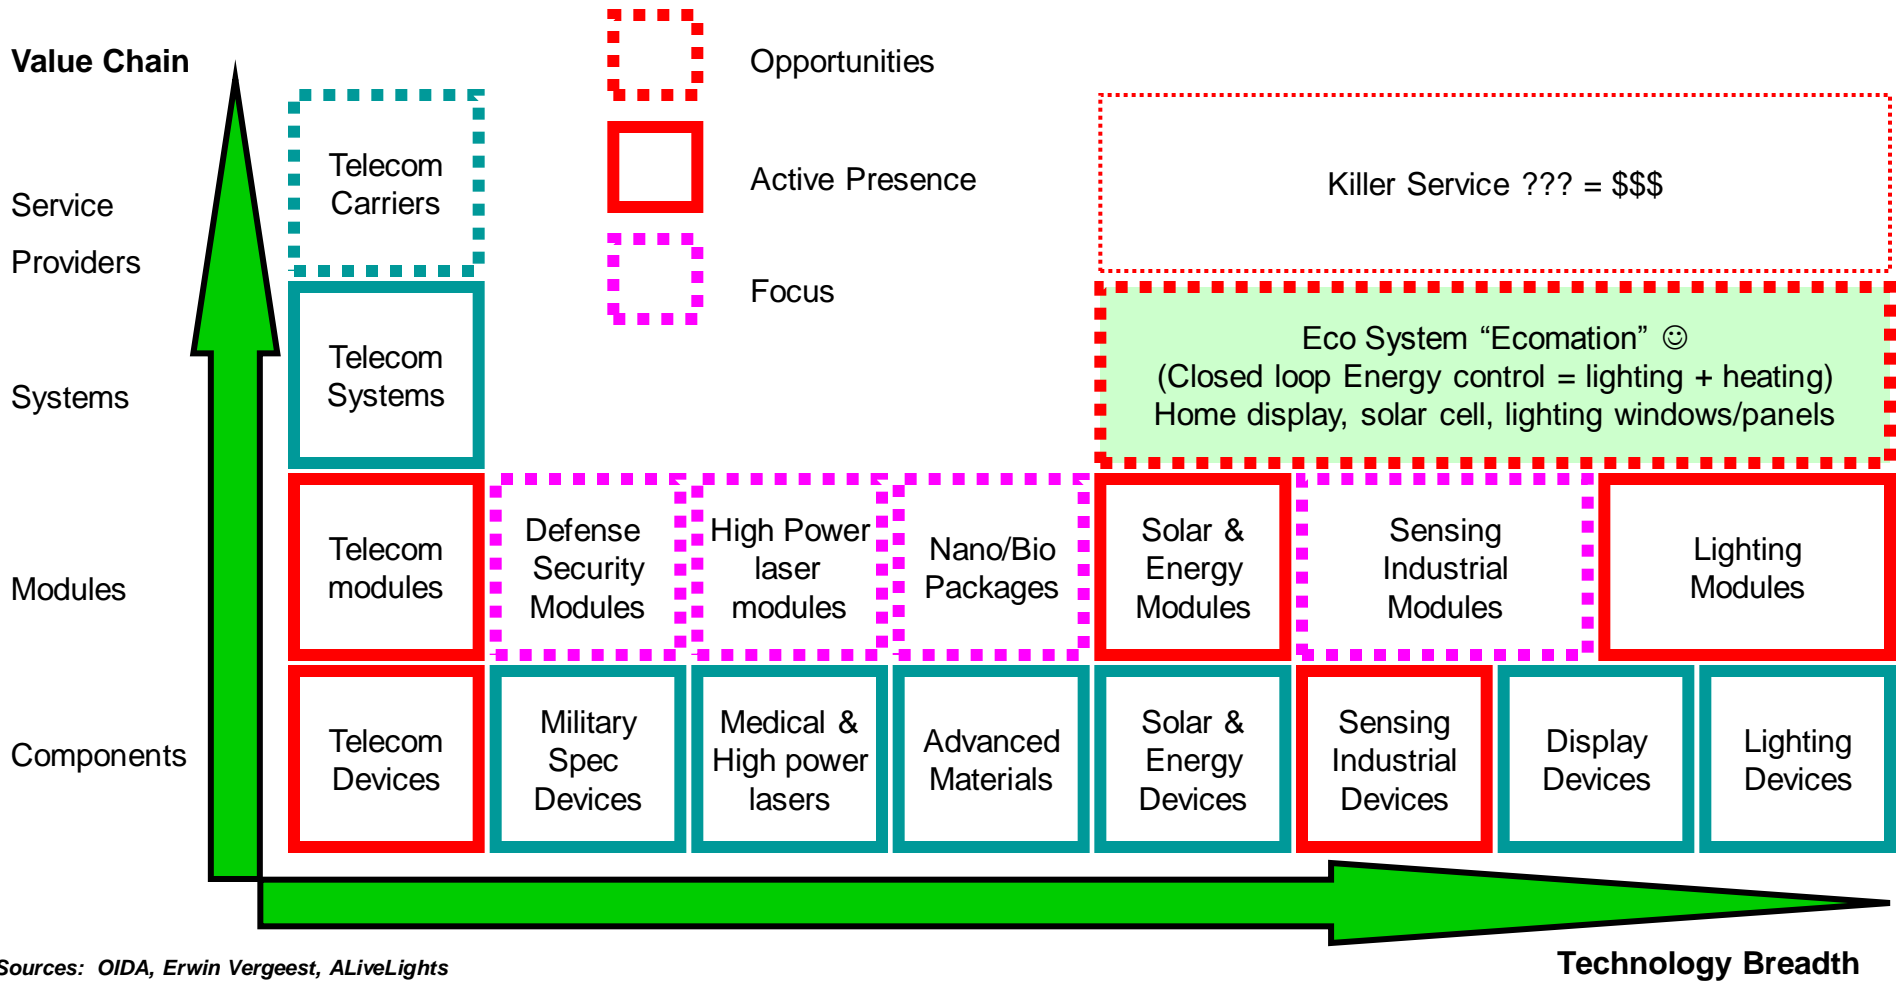 Value Chain
Opportunities
Active Presence
Focus
Service
Providers
Systems
Modules
Components
Telecom
Carriers
Killer Service ??? = $$$
Telecom
Systems
Eco System “Ecomation” ☺
(Closed loop Energy control = lighting + heating)
Home display, solar cell, lighting windows/panels
Telecom
modules
Defense
Security
Modules
High Power
laser
modules
Nano/Bio
Packages
Solar &
Energy
Modules
Sensing
Industrial
Modules
Lighting
Modules
Telecom
Devices
Military
Spec
Devices
Medical &
High power
lasers
Advanced
Materials
Solar &
Energy
Devices
Sensing
Industrial
Devices
Display
Devices
Lighting
Devices
Sources: OIDA, Erwin Vergeest, ALiveLights
Technology Breadth